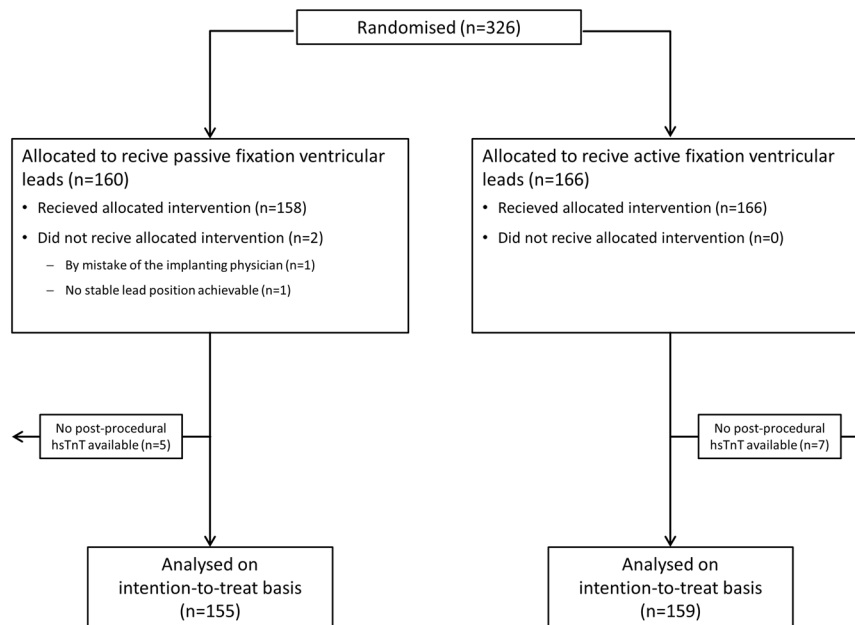 Randomised (n=326)
Allocated to recive passive fixation ventricular
leads (n=160)
• Recieved allocated intervention (n=158)
• Did not recive allocated intervention (n=2)
– By mistake of the implanting physician (n=1)
– No stable lead position achievable (n=1)
Allocated to recive active fixation ventricular
leads (n=166)
• Recieved allocated intervention (n=166)
• Did not recive allocated intervention (n=0)
No post-procedural
hsTnT available (n=5)
No post-procedural
hsTnT available (n=7)
Analysed on
intention-to-treat basis
(n=155)
Analysed on
intention-to-treat basis
(n=159)